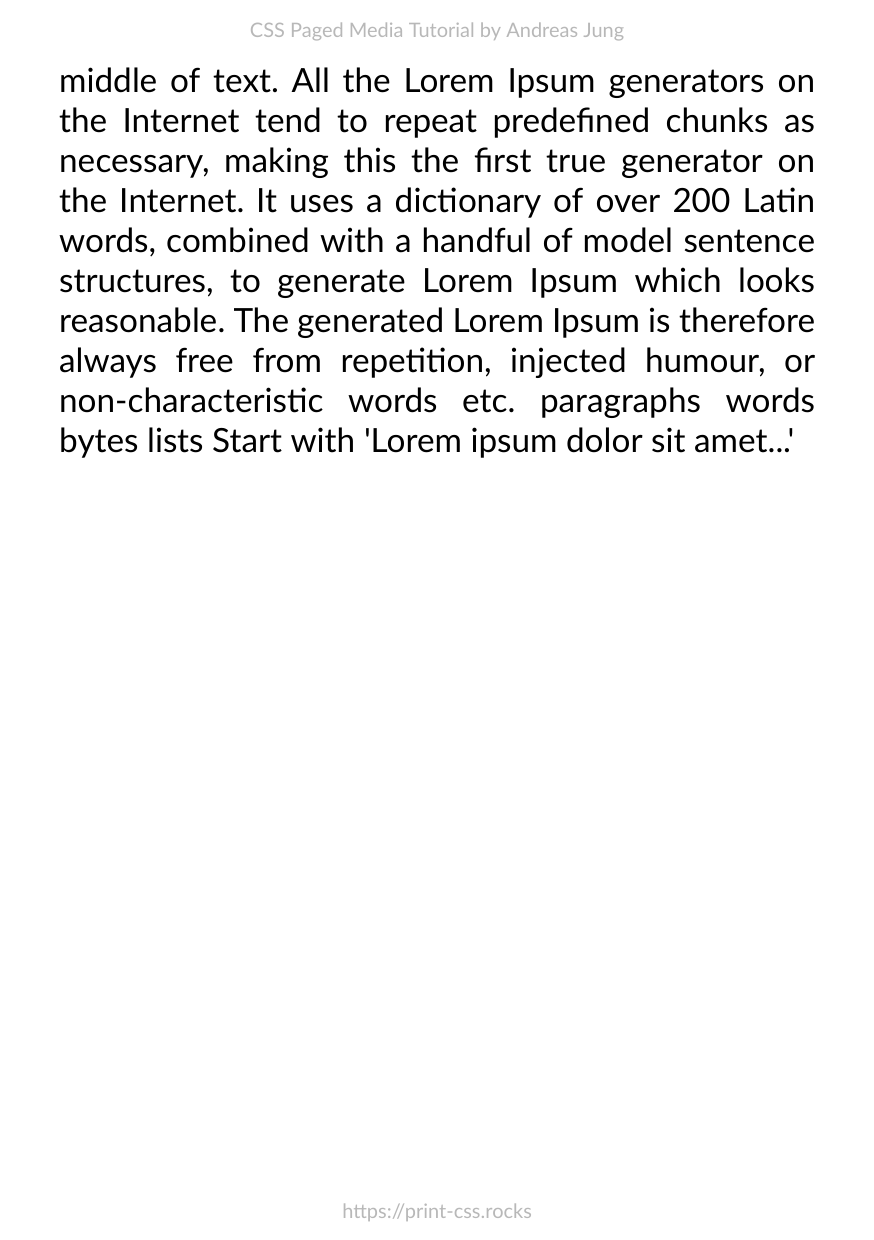 CSS Paged Media Tutorial by Andreas Jung
middle of text. All the Lorem Ipsum generators on
the Internet tend to repeat predefined chunks as
necessary, making this the first true generator on
the Internet. It uses a dictionary of over 200 Latin
words, combined with a handful of model sentence
structures, to generate Lorem Ipsum which looks
reasonable. The generated Lorem Ipsum is therefore
always free from repetition, injected humour, or
non-characteristic words etc. paragraphs words
bytes lists Start with 'Lorem ipsum dolor sit amet...'
https://print-css.rocks